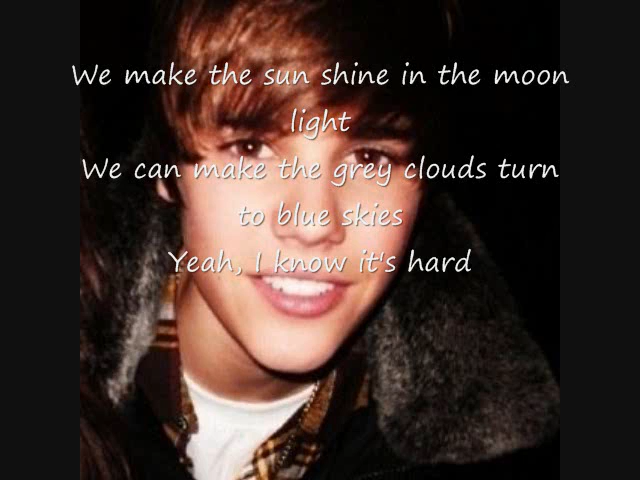 We make the sun shine in the moon
light
We can make the grey clouds turn
to blue skies
Yeah, I know it's hard